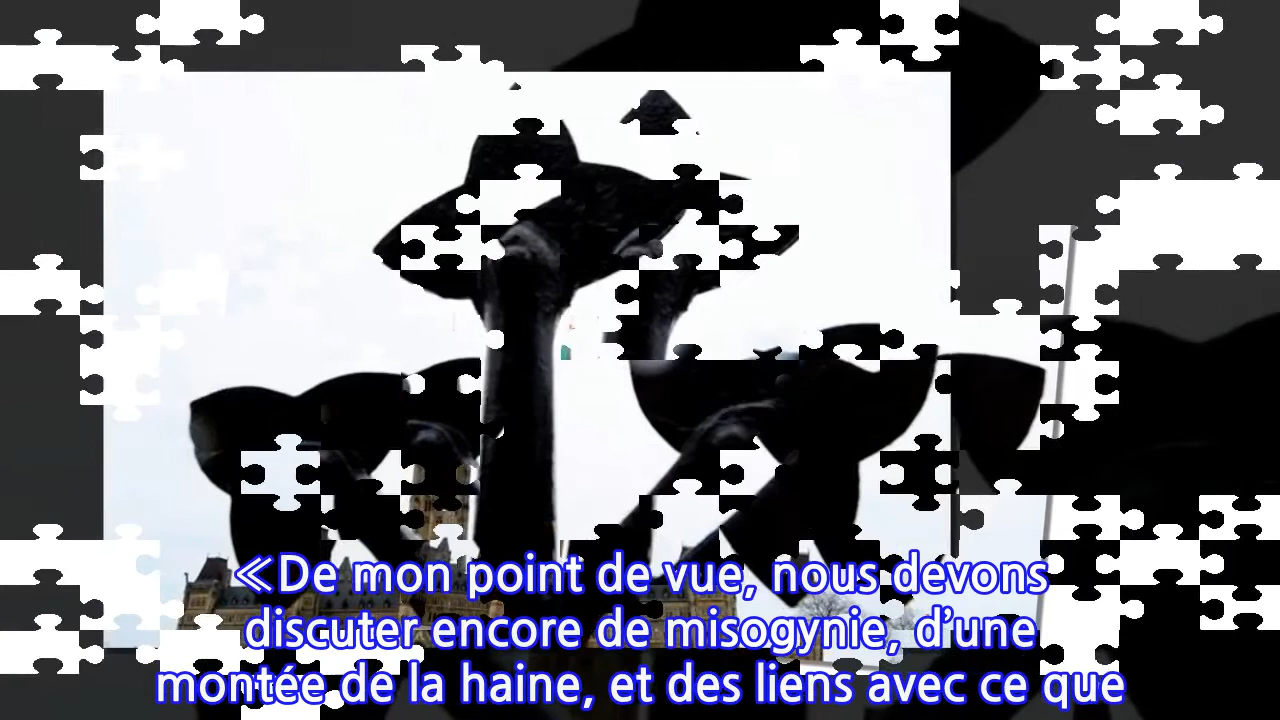 ≪De mon point de vue, nous devons
discuter encore de misogynie, d’une
montée de la haine, et des liens avec ce que